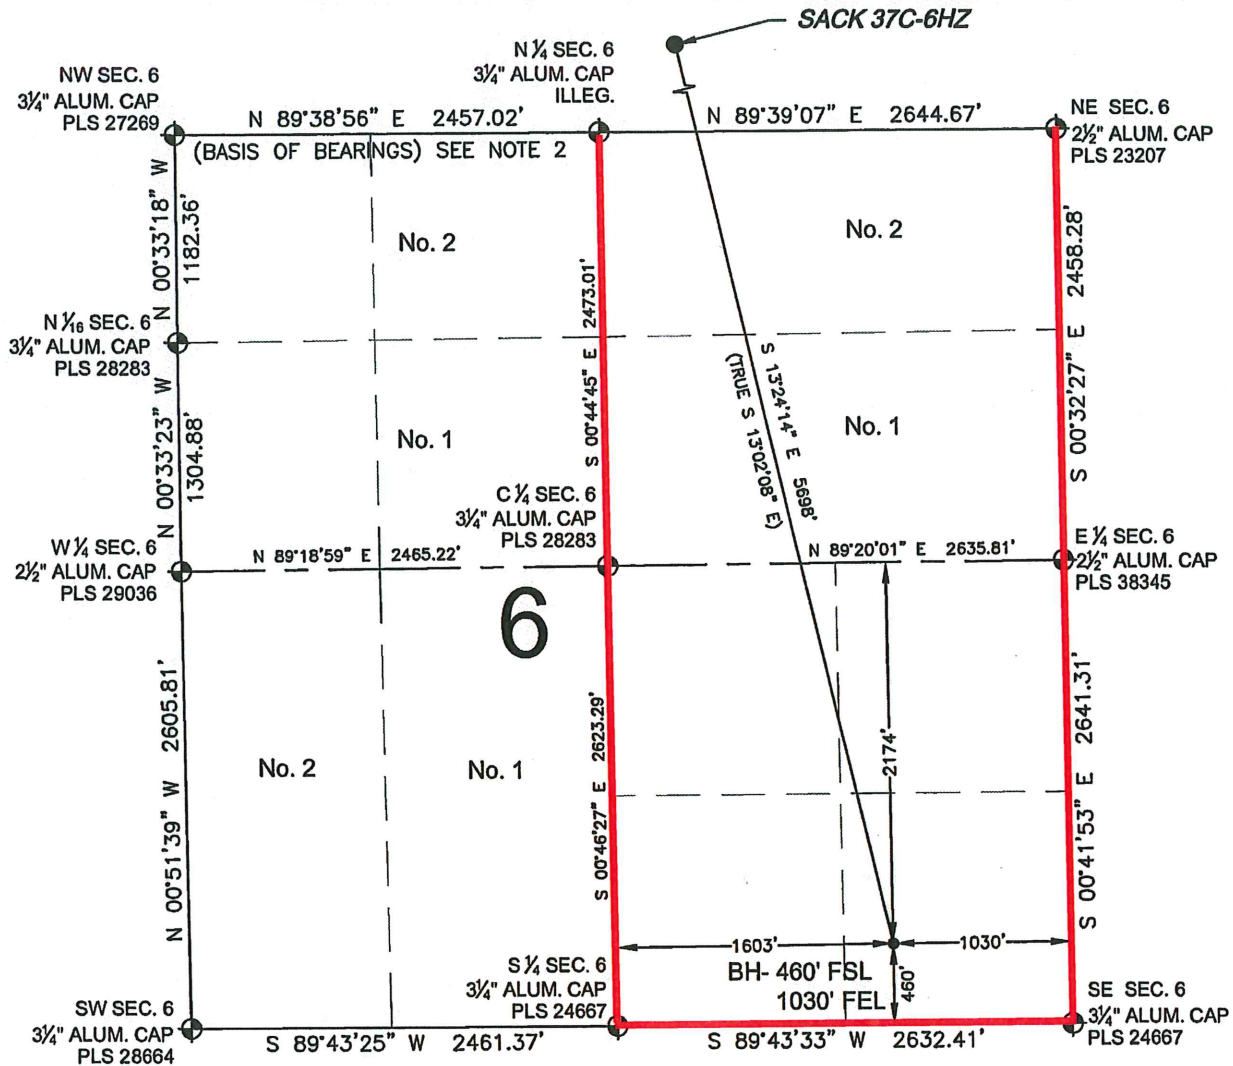 SACK 37C-6HZ
N ¼ SEC. 6
3¼" ALUM. CAP
ILLEG.
NW SEC. 6
3¼" ALUM. CAP
PLS 27269
N 89°38'56" E 2457.02'
(BASIS OF BEARINGS) SEE NOTE 2
N 89°39'07" E 2644.67'
NE SEC. 6
2½" ALUM. CAP
PLS 23207
N 00°33'18" W
1182.36'
No. 2
No. 2
S 00°44'45" E 2473.01'
S 00°32'27" E 2458.28'
N 1⁄16 SEC. 6
3¼" ALUM. CAP
PLS 28283
N 00°33'23" W
1304.88'
No. 1
No. 1
S 13°24'14" E 5698'
(TRUE S 13°02'08" E)
C ¼ SEC. 6
3¼" ALUM. CAP
PLS 28283
W ¼ SEC. 6
2½" ALUM. CAP
PLS 29036
N 89°18'59" E 2465.22'
N 89°20'01" E 2635.81'
E ¼ SEC. 6
2½" ALUM. CAP
PLS 38345
6
N 00°51'39" W 2605.81'
No. 2
No. 1
S 00°46'27" E 2623.29'
2174'
S 00°41'53" E 2641.31'
1603'
1030'
BH- 460' FSL
1030' FEL
460'
S ¼ SEC. 6
3¼" ALUM. CAP
PLS 24667
SW SEC. 6
3¼" ALUM. CAP
PLS 28664
S 89°43'25" W 2461.37'
S 89°43'33" W 2632.41'
SE SEC. 6
3¼" ALUM. CAP
PLS 24667